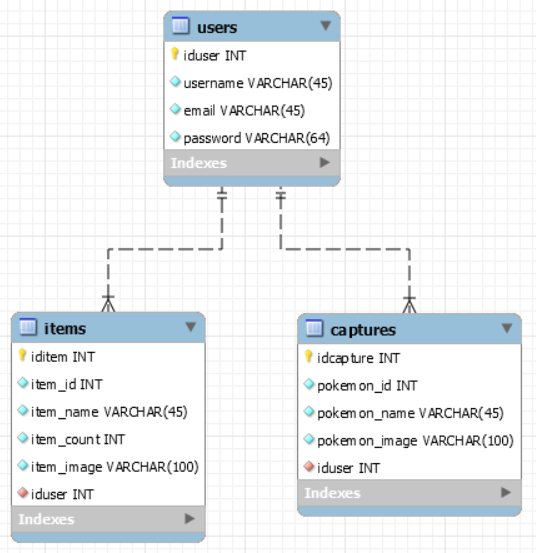 users
iduser INT
username VARCHAR(45)
email VARCHAR(45)
password VARCHAR(64)
Indexes
items
iditem INT
item_id INT
item_name VARCHAR(45)
item_count INT
item_image VARCHAR(100)
iduser INT
Indexes
captures
idcapture INT
pokemon_id INT
pokemon_name VARCHAR(45)
pokemon_image VARCHAR(100)
iduser INT
Indexes